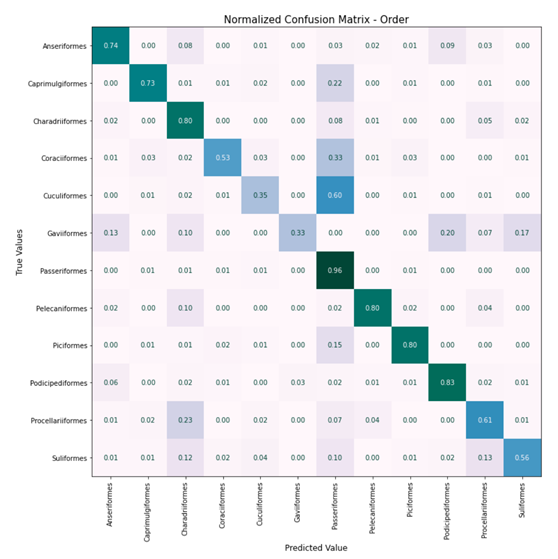 Normalized Confusion Matrix - Order
True Values
Anseriformes 0.74 0.00 0.08 0.00 0.01 0.00 0.03 0.02 0.01 0.09 0.03 0.00
Caprimulgiformes 0.00 0.73 0.01 0.01 0.02 0.00 0.22 0.00 0.01 0.00 0.01 0.00
Charadriiformes 0.02 0.00 0.80 0.00 0.00 0.00 0.08 0.01 0.00 0.00 0.05 0.02
Coraciiformes 0.01 0.03 0.02 0.53 0.03 0.00 0.33 0.01 0.03 0.00 0.00 0.01
Cuculiformes 0.00 0.01 0.02 0.01 0.35 0.00 0.60 0.00 0.01 0.00 0.01 0.00
Gaviiformes 0.13 0.00 0.10 0.00 0.00 0.33 0.00 0.00 0.00 0.20 0.07 0.17
Passeriformes 0.00 0.01 0.01 0.01 0.01 0.00 0.96 0.00 0.01 0.00 0.00 0.00
Pelecaniformes 0.02 0.00 0.10 0.00 0.00 0.00 0.02 0.80 0.02 0.00 0.04 0.00
Piciformes 0.00 0.01 0.01 0.02 0.01 0.00 0.15 0.00 0.80 0.00 0.00 0.00
Podicipediformes 0.06 0.00 0.02 0.01 0.00 0.03 0.02 0.01 0.01 0.83 0.02 0.01
Procellariiformes 0.01 0.02 0.23 0.00 0.02 0.00 0.07 0.04 0.00 0.00 0.61 0.01
Suliformes 0.01 0.01 0.12 0.02 0.04 0.00 0.10 0.00 0.01 0.02 0.13 0.56
Anseriformes
Caprimulgiformes
Charadriiformes
Coraciiformes
Cuculiformes
Gaviiformes
Passeriformes
Pelecaniformes
Piciformes
Podicipediformes
Procellariiformes
Suliformes
Predicted Value